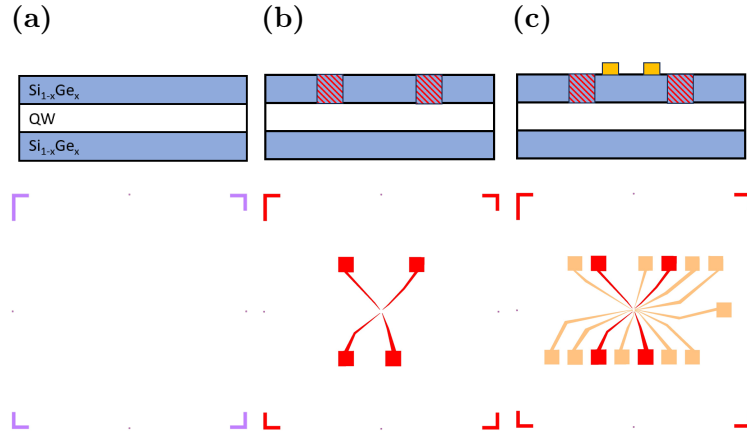 (a) (b) (c)
Si₁₋ₓGeₓ
QW
Si₁₋ₓGeₓ